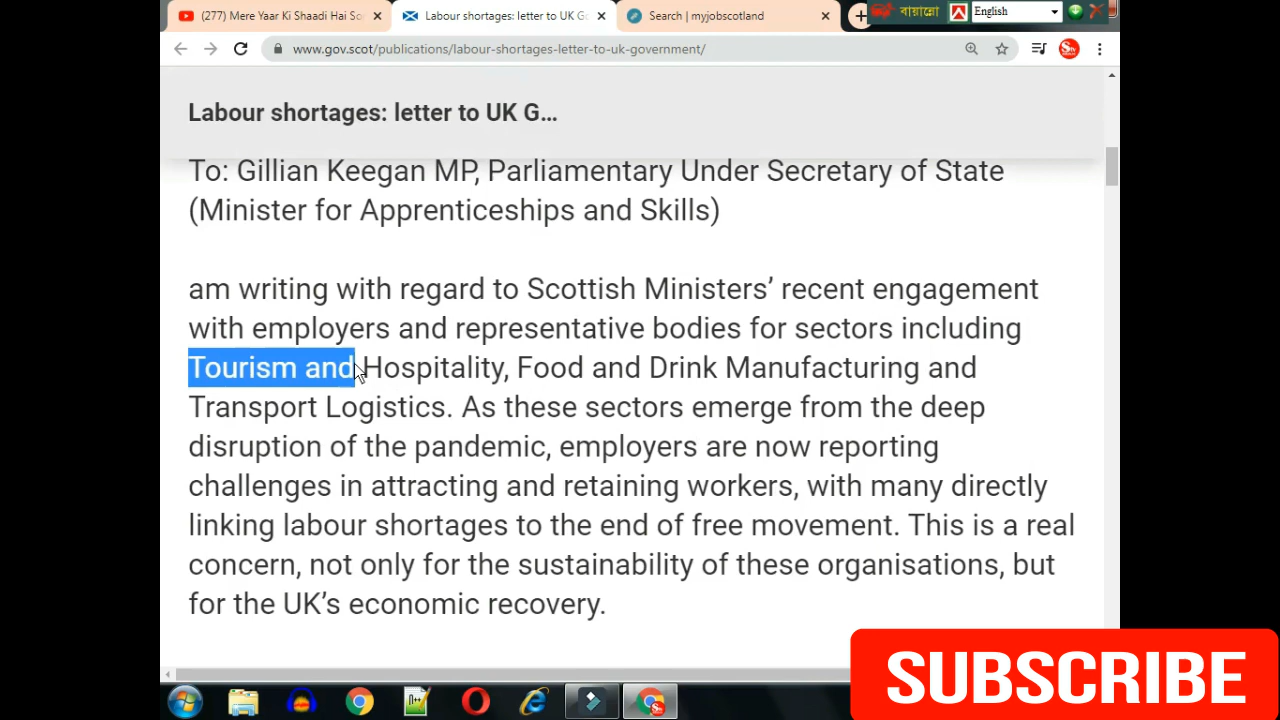 (277) Mere Yaar Ki Shaadi Hai So
Labour shortages: letter to UK G
Search | myjobscotland
বায়ান্নো
English
www.gov.scot/publications/labour-shortages-letter-to-uk-government/
Labour shortages: letter to UK G...
To: Gillian Keegan MP, Parliamentary Under Secretary of State
(Minister for Apprenticeships and Skills)
am writing with regard to Scottish Ministers’ recent engagement
with employers and representative bodies for sectors including
Tourism and Hospitality, Food and Drink Manufacturing and
Transport Logistics. As these sectors emerge from the deep
disruption of the pandemic, employers are now reporting
challenges in attracting and retaining workers, with many directly
linking labour shortages to the end of free movement. This is a real
concern, not only for the sustainability of these organisations, but
for the UK’s economic recovery.
SUBSCRIBE